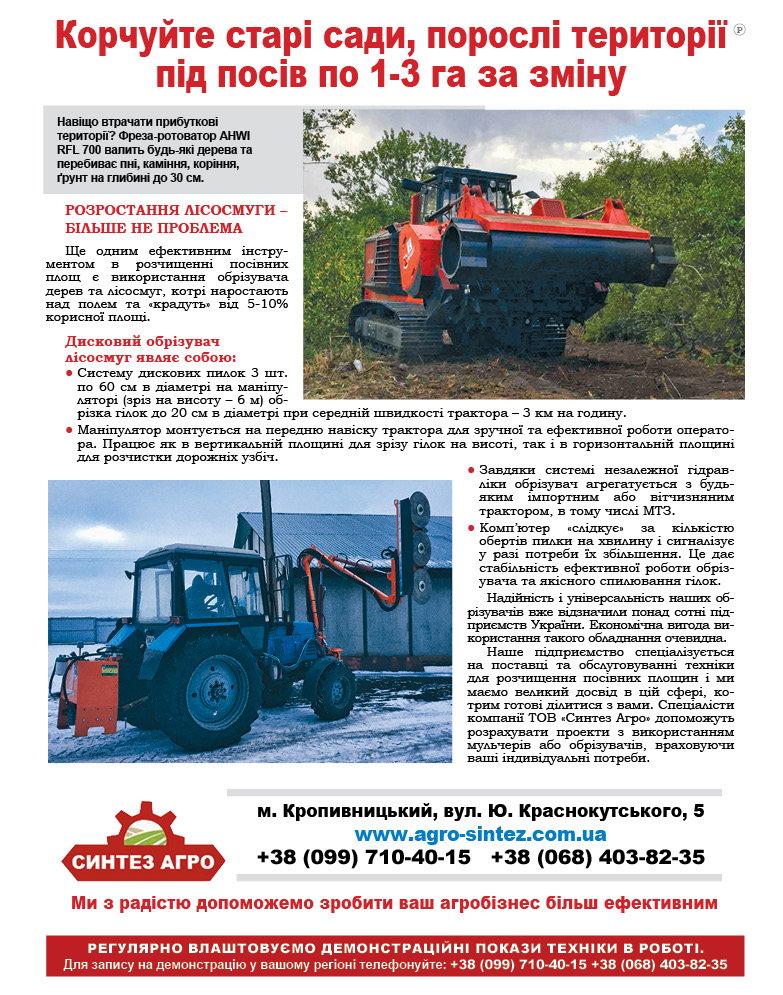 Корчуйте старі сади, порослі території
Ⓟ
під посів по 1-3 га за зміну
Навіщо втрачати прибуткові
території? Фреза-ротоватор AHWI
RFL 700 валить будь-які дерева та
перебиває пні, каміння, коріння,
ґрунт на глибині до 30 см.
РОЗРОСТАННЯ ЛІСОСМУГИ –
БІЛЬШЕ НЕ ПРОБЛЕМА
Ще одним ефективним інстру-
ментом в розчищенні посівних
площ є використання обрізувача
дерев та лісосмуг, котрі наростають
над полем та «крадуть» від 5-10%
корисної площі.
Дисковий обрізувач
лісосмуг являє собою:
● Систему дискових пилок 3 шт.
по 60 см в діаметрі на маніпу-
ляторі (зріз на висоту – 6 м) об-
різка гілок до 20 см в діаметрі при середній швидкості трактора – 3 км на годину.
● Маніпулятор монтується на передню навіску трактора для зручної та ефективної роботи операто-
ра. Працює як в вертикальній площині для зрізу гілок на висоті, так і в горизонтальній площині
для розчистки дорожніх узбіч.
● Завдяки системі незалежної гідрав-
ліки обрізувач агрегатується з будь-
яким імпортним або вітчизняним
трактором, в тому числі МТЗ.
● Комп’ютер «слідкує» за кількістю
обертів пилки на хвилину і сигналізує
у разі потреби їх збільшення. Це дає
стабільність ефективної роботи обріз-
увача та якісного спилювання гілок.
Надійність і універсальність наших об-
різувачів вже відзначили понад сотні під-
приємств України. Економічна вигода ви-
користання такого обладнання очевидна.
Наше підприємство спеціалізується
на поставці та обслуговуванні техніки
для розчищення посівних площин і ми
маємо великий досвід в цій сфері, ко-
трим готові ділитися з вами. Спеціалісти
компанії ТОВ «Синтез Агро» допоможуть
розрахувати проекти з використанням
мульчерів або обрізувачів, враховуючи
ваші індивідуальні потреби.
СИНТЕЗ АГРО
м. Кропивницький, вул. Ю. Краснокутського, 5
www.agro-sintez.com.ua
+38 (099) 710-40-15 +38 (068) 403-82-35
Ми з радістю допоможемо зробити ваш агробізнес більш ефективним
РЕГУЛЯРНО ВЛАШТОВУЄМО ДЕМОНСТРАЦІЙНІ ПОКАЗИ ТЕХНІКИ В РОБОТІ.
Для запису на демонстрацію у вашому регіоні телефонуйте: +38 (099) 710-40-15 +38 (068) 403-82-35